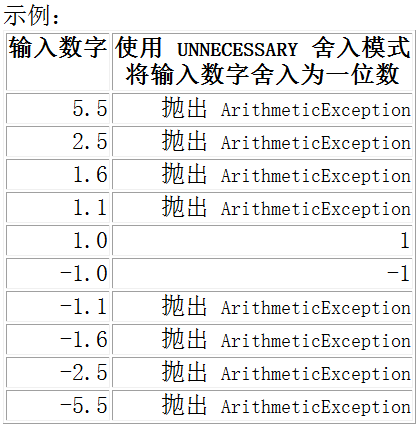 示例:
输入数字 使用 UNNECESSARY 舍入模式
将输入数字舍入为一位数
5.5 抛出 ArithmeticException
2.5 抛出 ArithmeticException
1.6 抛出 ArithmeticException
1.1 抛出 ArithmeticException
1.0 1
-1.0 -1
-1.1 抛出 ArithmeticException
-1.6 抛出 ArithmeticException
-2.5 抛出 ArithmeticException
-5.5 抛出 ArithmeticException